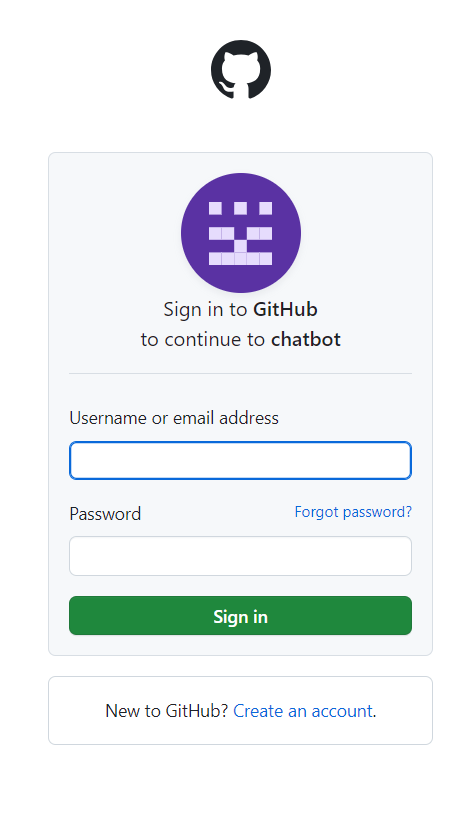 Sign in to GitHub
to continue to chatbot
Username or email address
Password Forgot password?
Sign in
New to GitHub? Create an account.